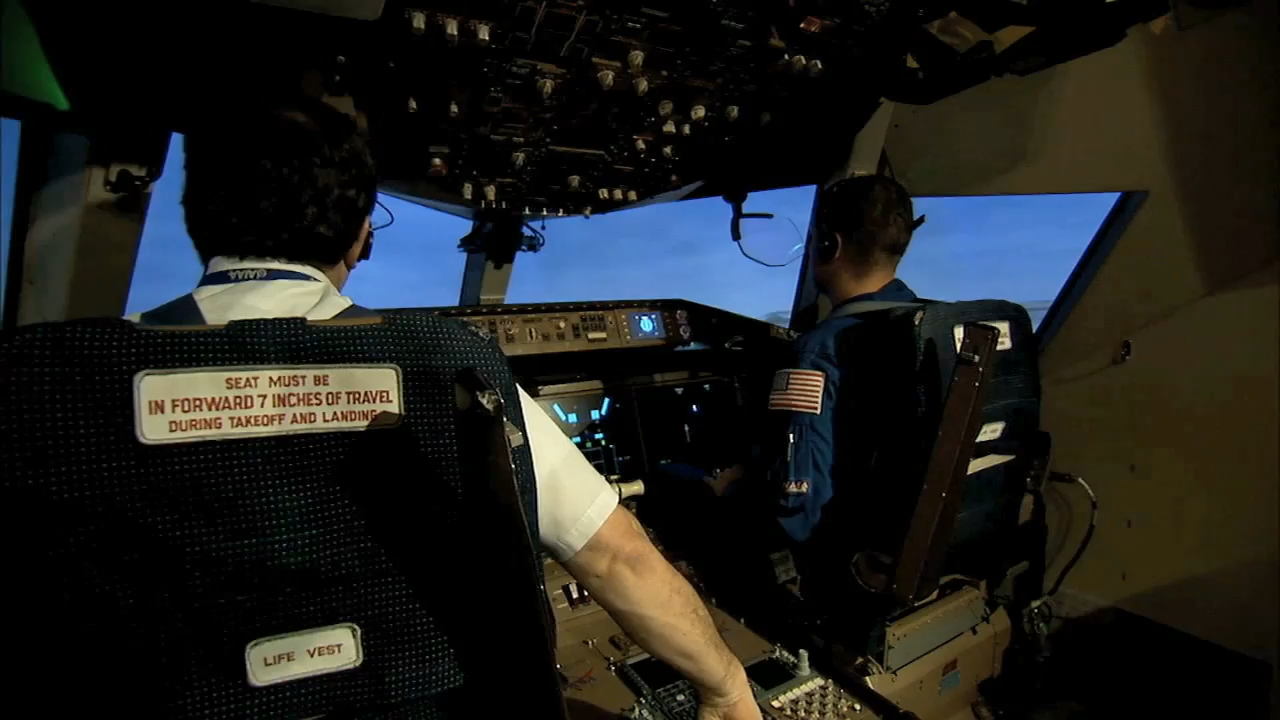 SEAT MUST BE
IN FORWARD 7 INCHES OF TRAVEL
DURING TAKEOFF AND LANDING
LIFE VEST